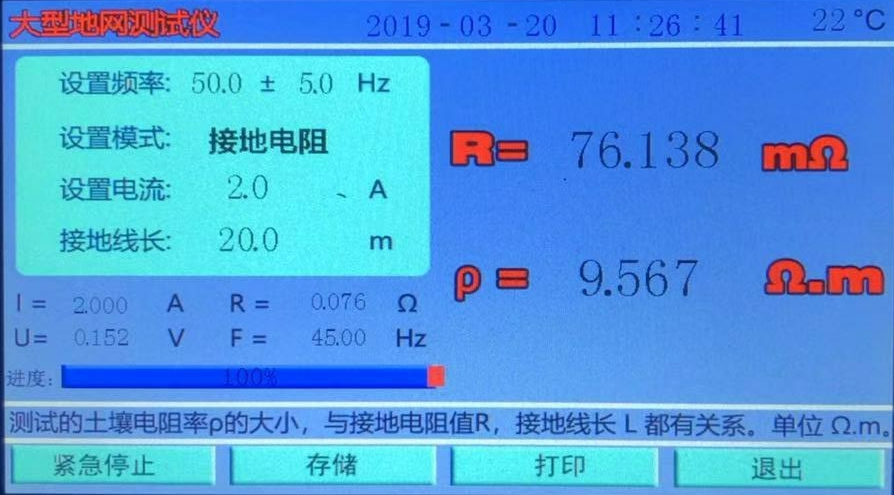 大型地网测试仪 2019-03-20 11:26:41 22℃
设置频率: 50.0 ± 5.0 Hz
设置模式: 接地电阻
设置电流: 2.0 、 A
接地线长: 20.0 m
R= 76.138 mΩ
ρ= 9.567 Ω.m
I= 2.000 A R= 0.076 Ω
U= 0.152 V F= 45.00 Hz
进度: 100%
测试的土壤电阻率ρ的大小，与接地电阻值R，接地线长 L 都有关系。单位 Ω.m。
紧急停止 存储 打印 退出